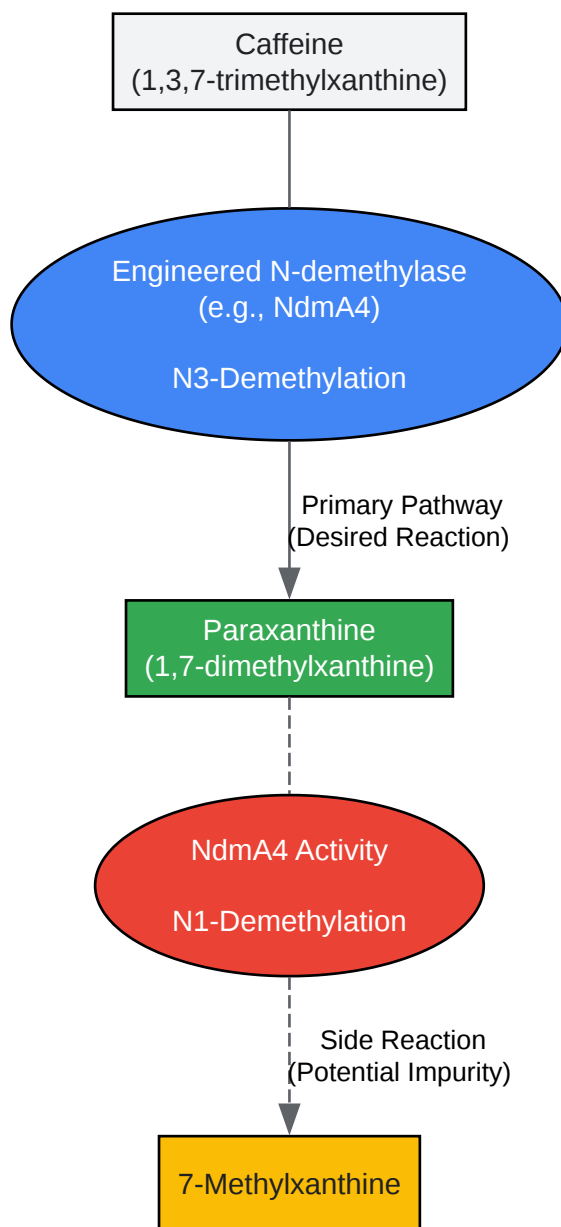 Caffeine
(1,3,7-trimethylxanthine)
Engineered N-demethylase
(e.g., NdmA4)
N3-Demethylation
Primary Pathway
(Desired Reaction)
Paraxanthine
(1,7-dimethylxanthine)
NdmA4 Activity
N1-Demethylation
Side Reaction
(Potential Impurity)
7-Methylxanthine